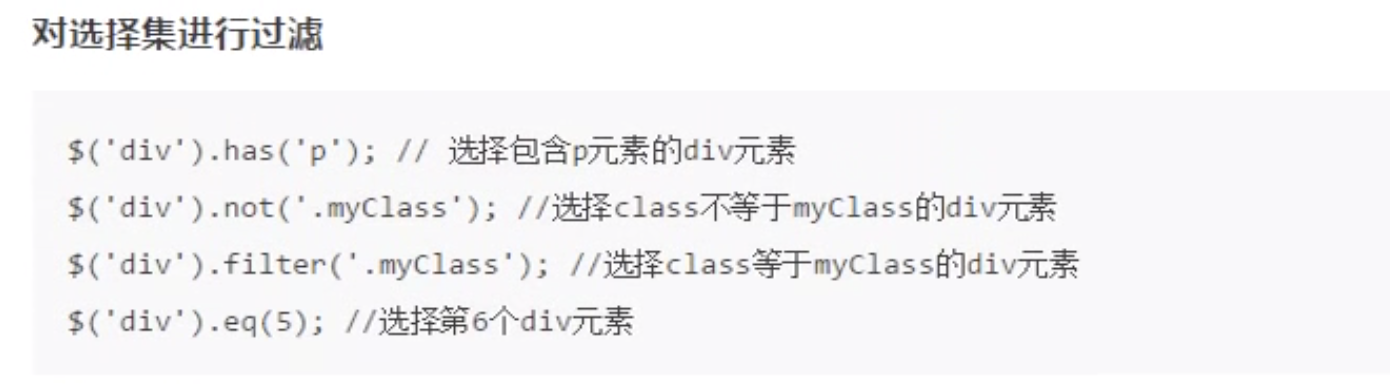 对选择集进行过滤
$('div').has('p'); // 选择包含p元素的div元素
$('div').not('.myClass'); //选择class不等于myClass的div元素
$('div').filter('.myClass'); //选择class等于myClass的div元素
$('div').eq(5); //选择第6个div元素